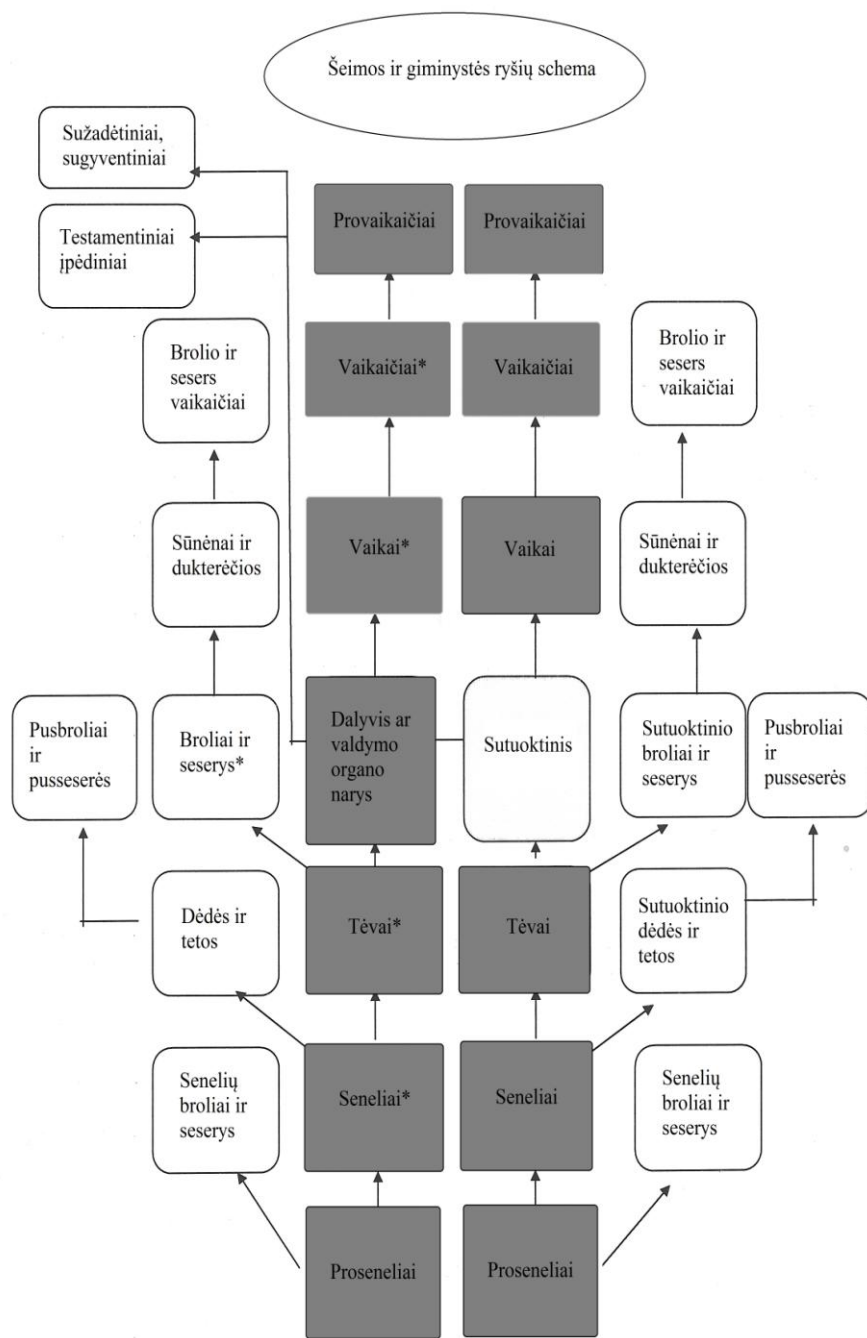 Šeimos ir giminystės ryšių schema
Sužadėtiniai,
sugyventiniai
Testamentiniai
įpėdiniai
Provaikaičiai
Provaikaičiai
Brolio ir
sesers
vaikaičiai
Vaikaičiai*
Vaikaičiai
Brolio ir
sesers
vaikaičiai
Sūnėnai ir
dukterėčios
Vaikai*
Vaikai
Sūnėnai ir
dukterėčios
Pusbroliai
ir
pusseserės
Broliai ir
seserys*
Dalyvis ar
valdymo
organo
narys
Sutuoktinis
Sutuoktinio
broliai ir
seserys
Pusbroliai
ir
pusseserės
Dėdės ir
tetos
Tėvai*
Tėvai
Sutuoktinio
dėdės ir
tetos
Senelių
broliai ir
seserys
Seneliai*
Seneliai
Senelių
broliai ir
seserys
Proseneliai
Proseneliai